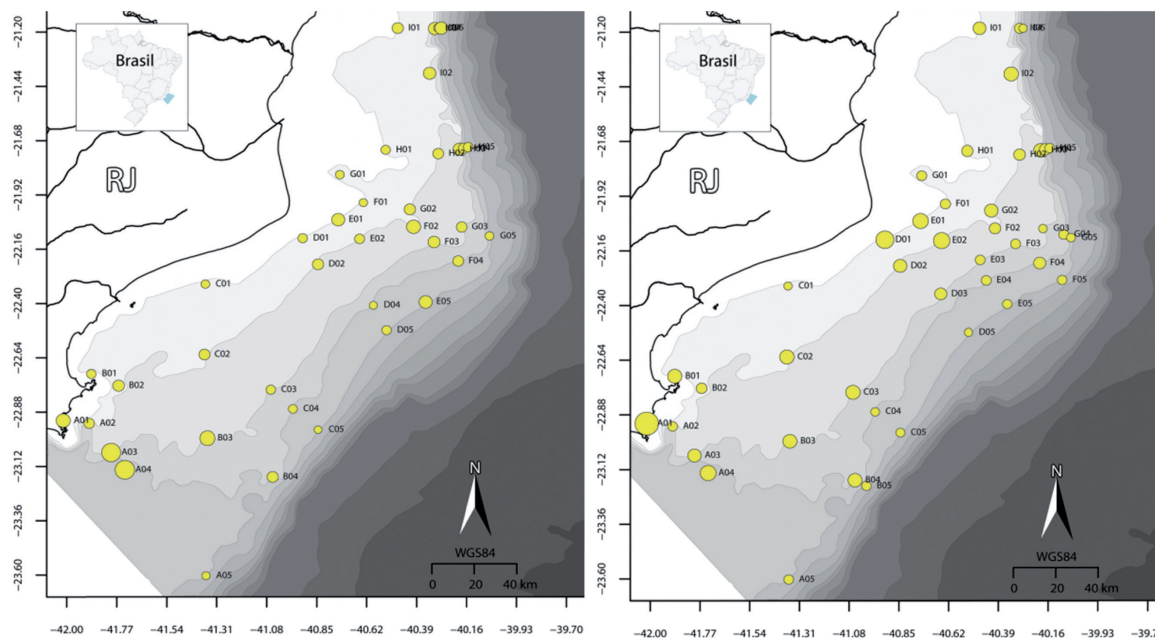 −21.20
−21.44
−21.68
−21.92
−22.16
−22.40
−22.64
−22.88
−23.12
−23.36
−23.60
Brasil
RJ
I01
I02
H01
H02
H05
G01
F01
G02
E01
F02
G03
G05
D01
E02
F03
D02
F04
C01
D04
E05
D05
C02
B01
B02
C03
C04
A01
A02
C05
B03
A03
A04
B04
A05
N
WGS84
0 20 40 km
−42.00 −41.77 −41.54 −41.31 −41.08 −40.85 −40.62 −40.39 −40.16 −39.93 −39.70
−21.20
−21.44
−21.68
−21.92
−22.16
−22.40
−22.64
−22.88
−23.12
−23.36
−23.60
Brasil
RJ
I01
I02
H01
H02
H05
G01
F01
G02
E01
F02
G03
G04
G05
D01
E02
F03
D02
E03
F04
C01
E04
F05
D03
E05
D05
C02
B01
B02
C03
C04
A01
A02
C05
B03
A03
A04
B04
B05
A05
N
WGS84
0 20 40 km
−42.00 −41.77 −41.54 −41.31 −41.08 −40.85 −40.62 −40.39 −40.16 −39.93 −39.70